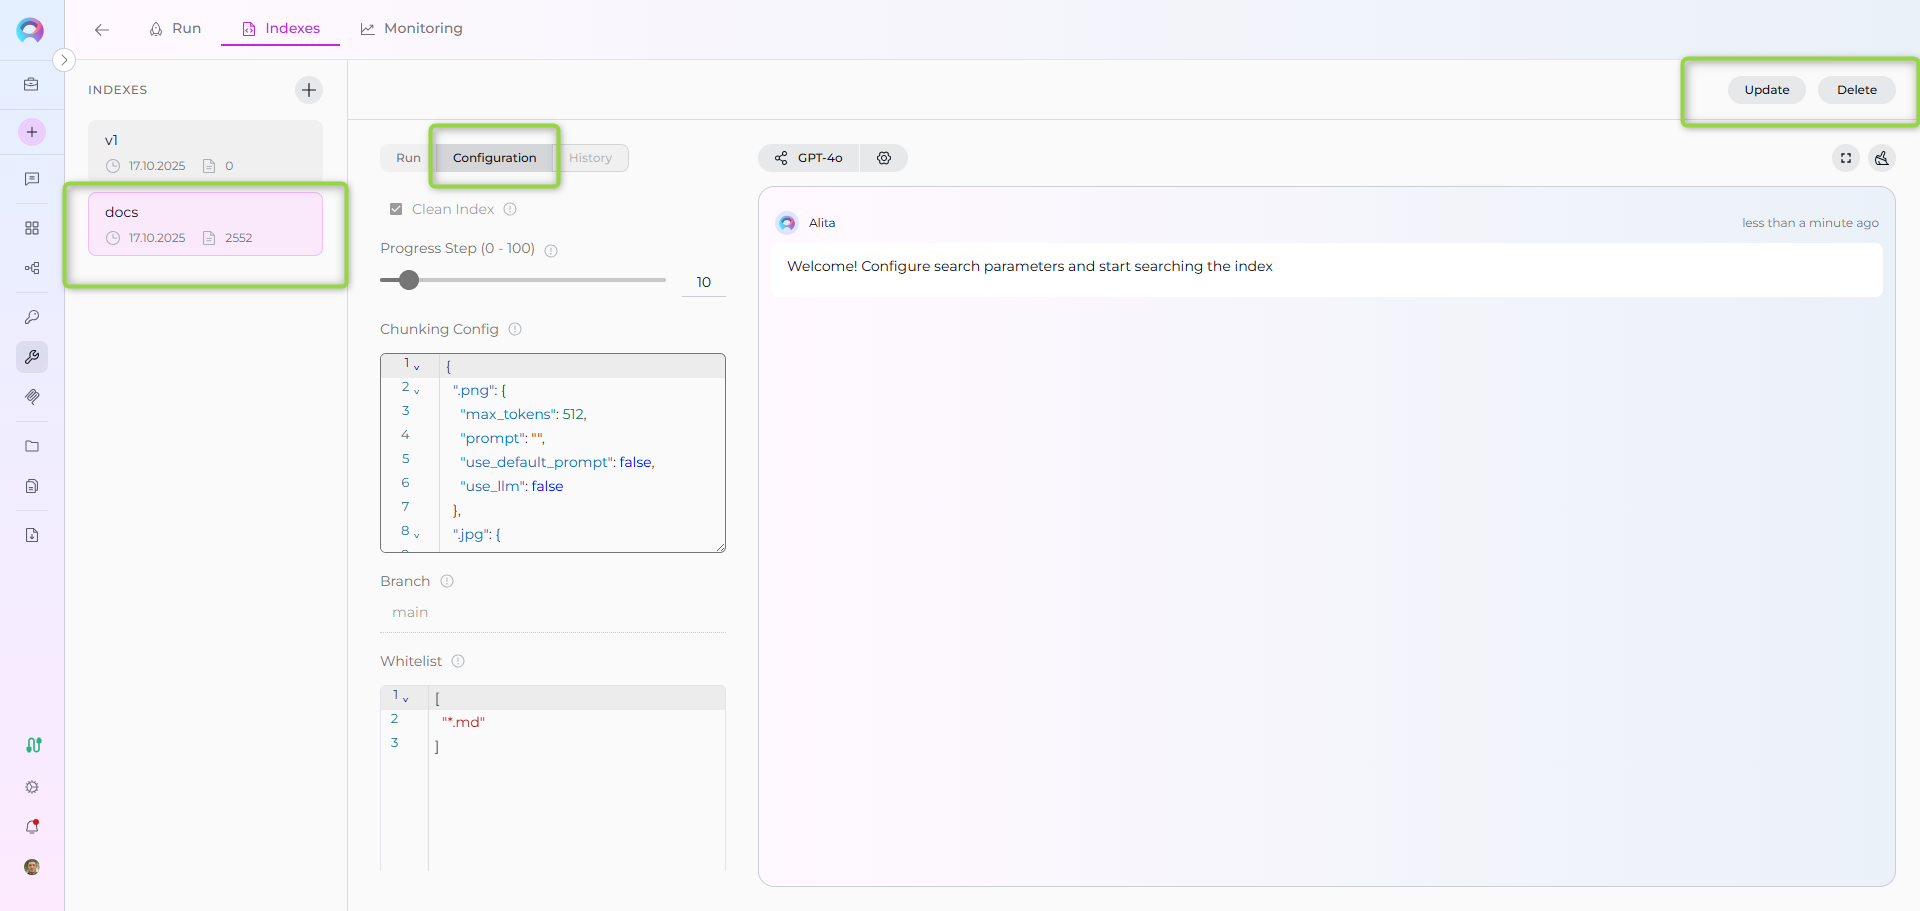 Run
Indexes
Monitoring
INDEXES
v1
17.10.2025 0
docs
17.10.2025 2552
Update
Delete
Run
Configuration
History
Clean Index
Progress Step (0 - 100)
10
Chunking Config
1 {
2 ".png": {
3 "max_tokens": 512,
4 "prompt": "",
5 "use_default_prompt": false,
6 "use_llm": false
7 },
8 ".jpg": {
Branch
main
Whitelist
1 [
2 "*.md"
3 ]
GPT-4o
Alita
less than a minute ago
Welcome! Configure search parameters and start searching the index